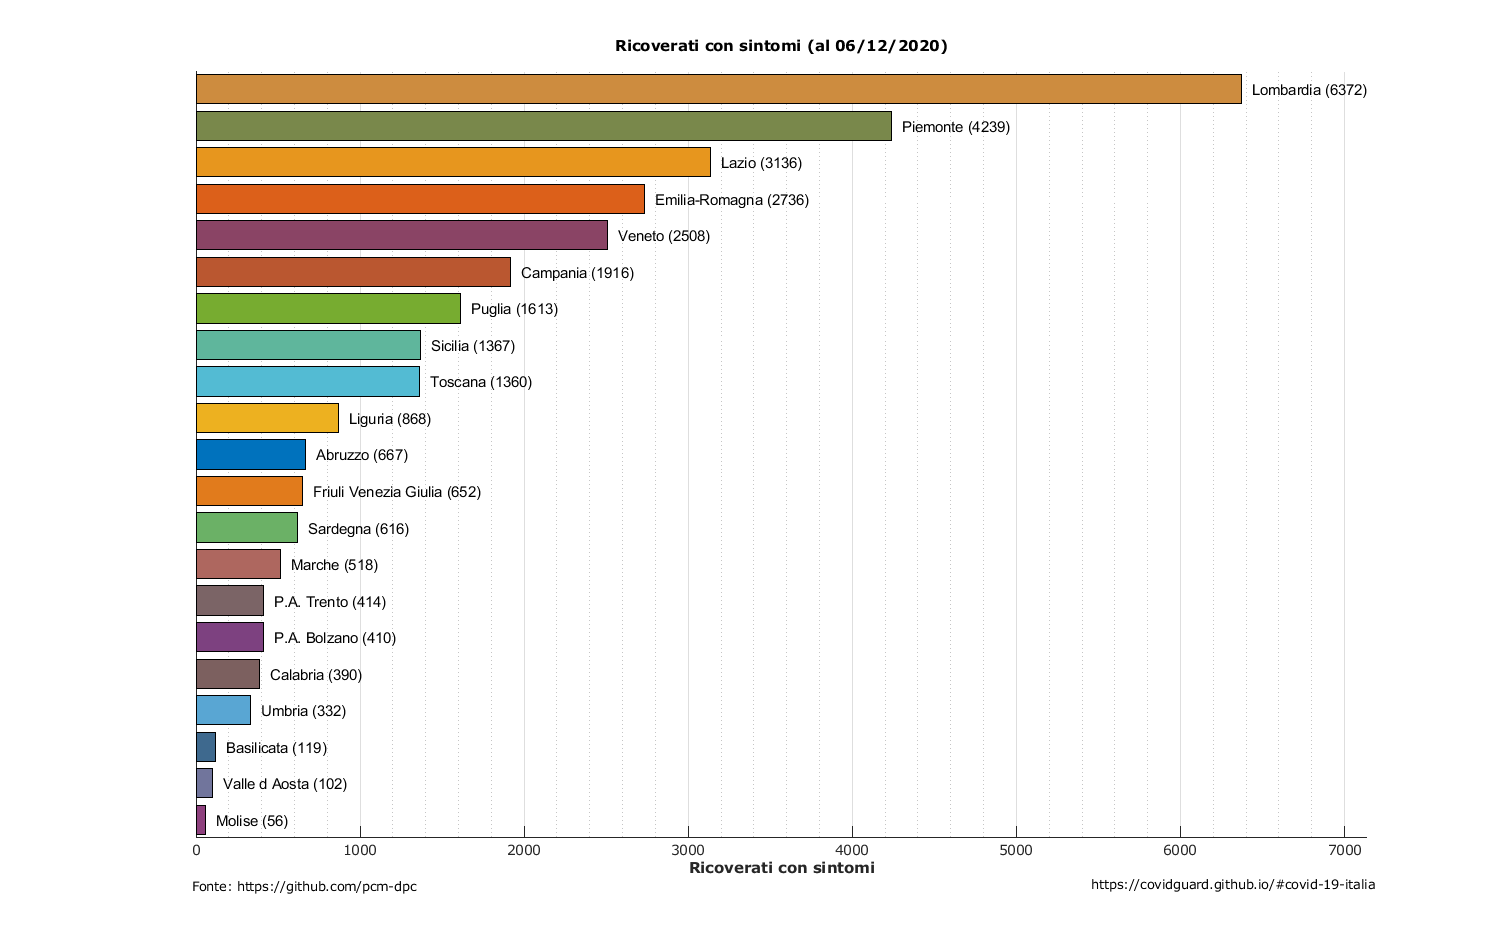 Ricoverati con sintomi (al 06/12/2020)
Lombardia (6372)
Piemonte (4239)
Lazio (3136)
Emilia-Romagna (2736)
Veneto (2508)
Campania (1916)
Puglia (1613)
Sicilia (1367)
Toscana (1360)
Liguria (868)
Abruzzo (667)
Friuli Venezia Giulia (652)
Sardegna (616)
Marche (518)
P.A. Trento (414)
P.A. Bolzano (410)
Calabria (390)
Umbria (332)
Basilicata (119)
Valle d Aosta (102)
Molise (56)
0 1000 2000 3000 4000 5000 6000 7000
Ricoverati con sintomi
Fonte: https://github.com/pcm-dpc
https://covidguard.github.io/#covid-19-italia